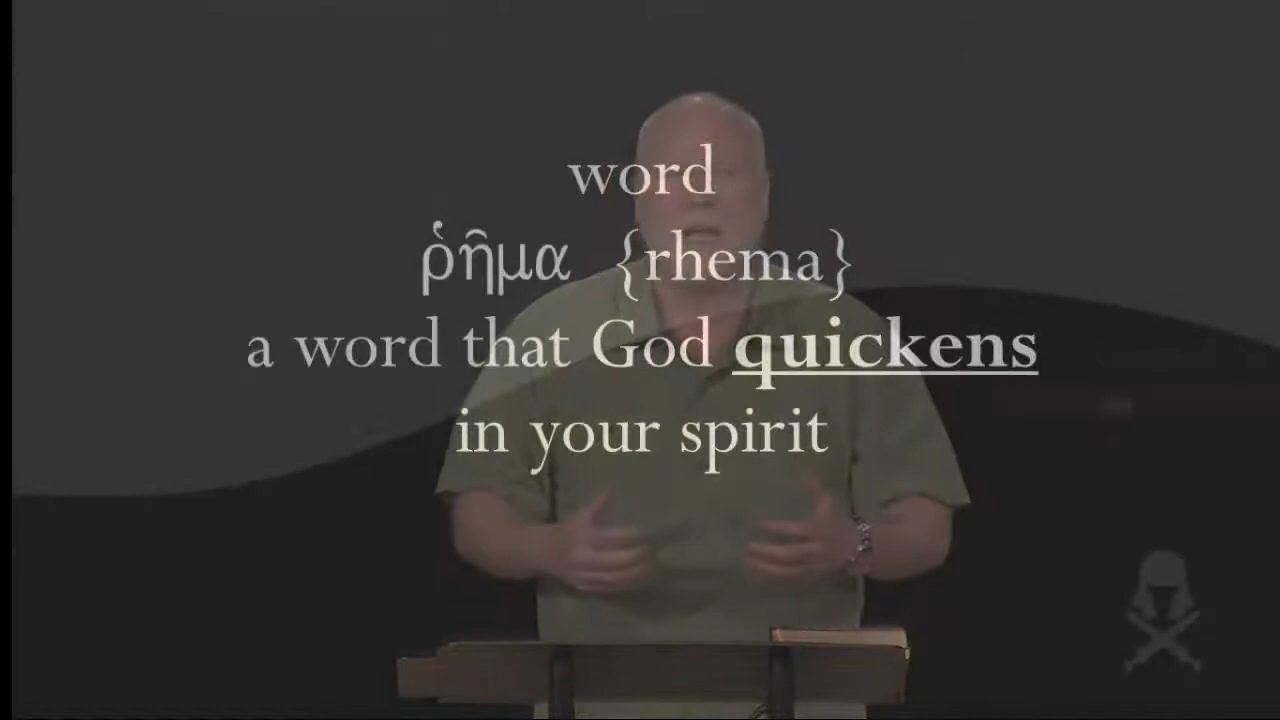 word
ῥῆμα {rhema}
a word that God quickens
in your spirit